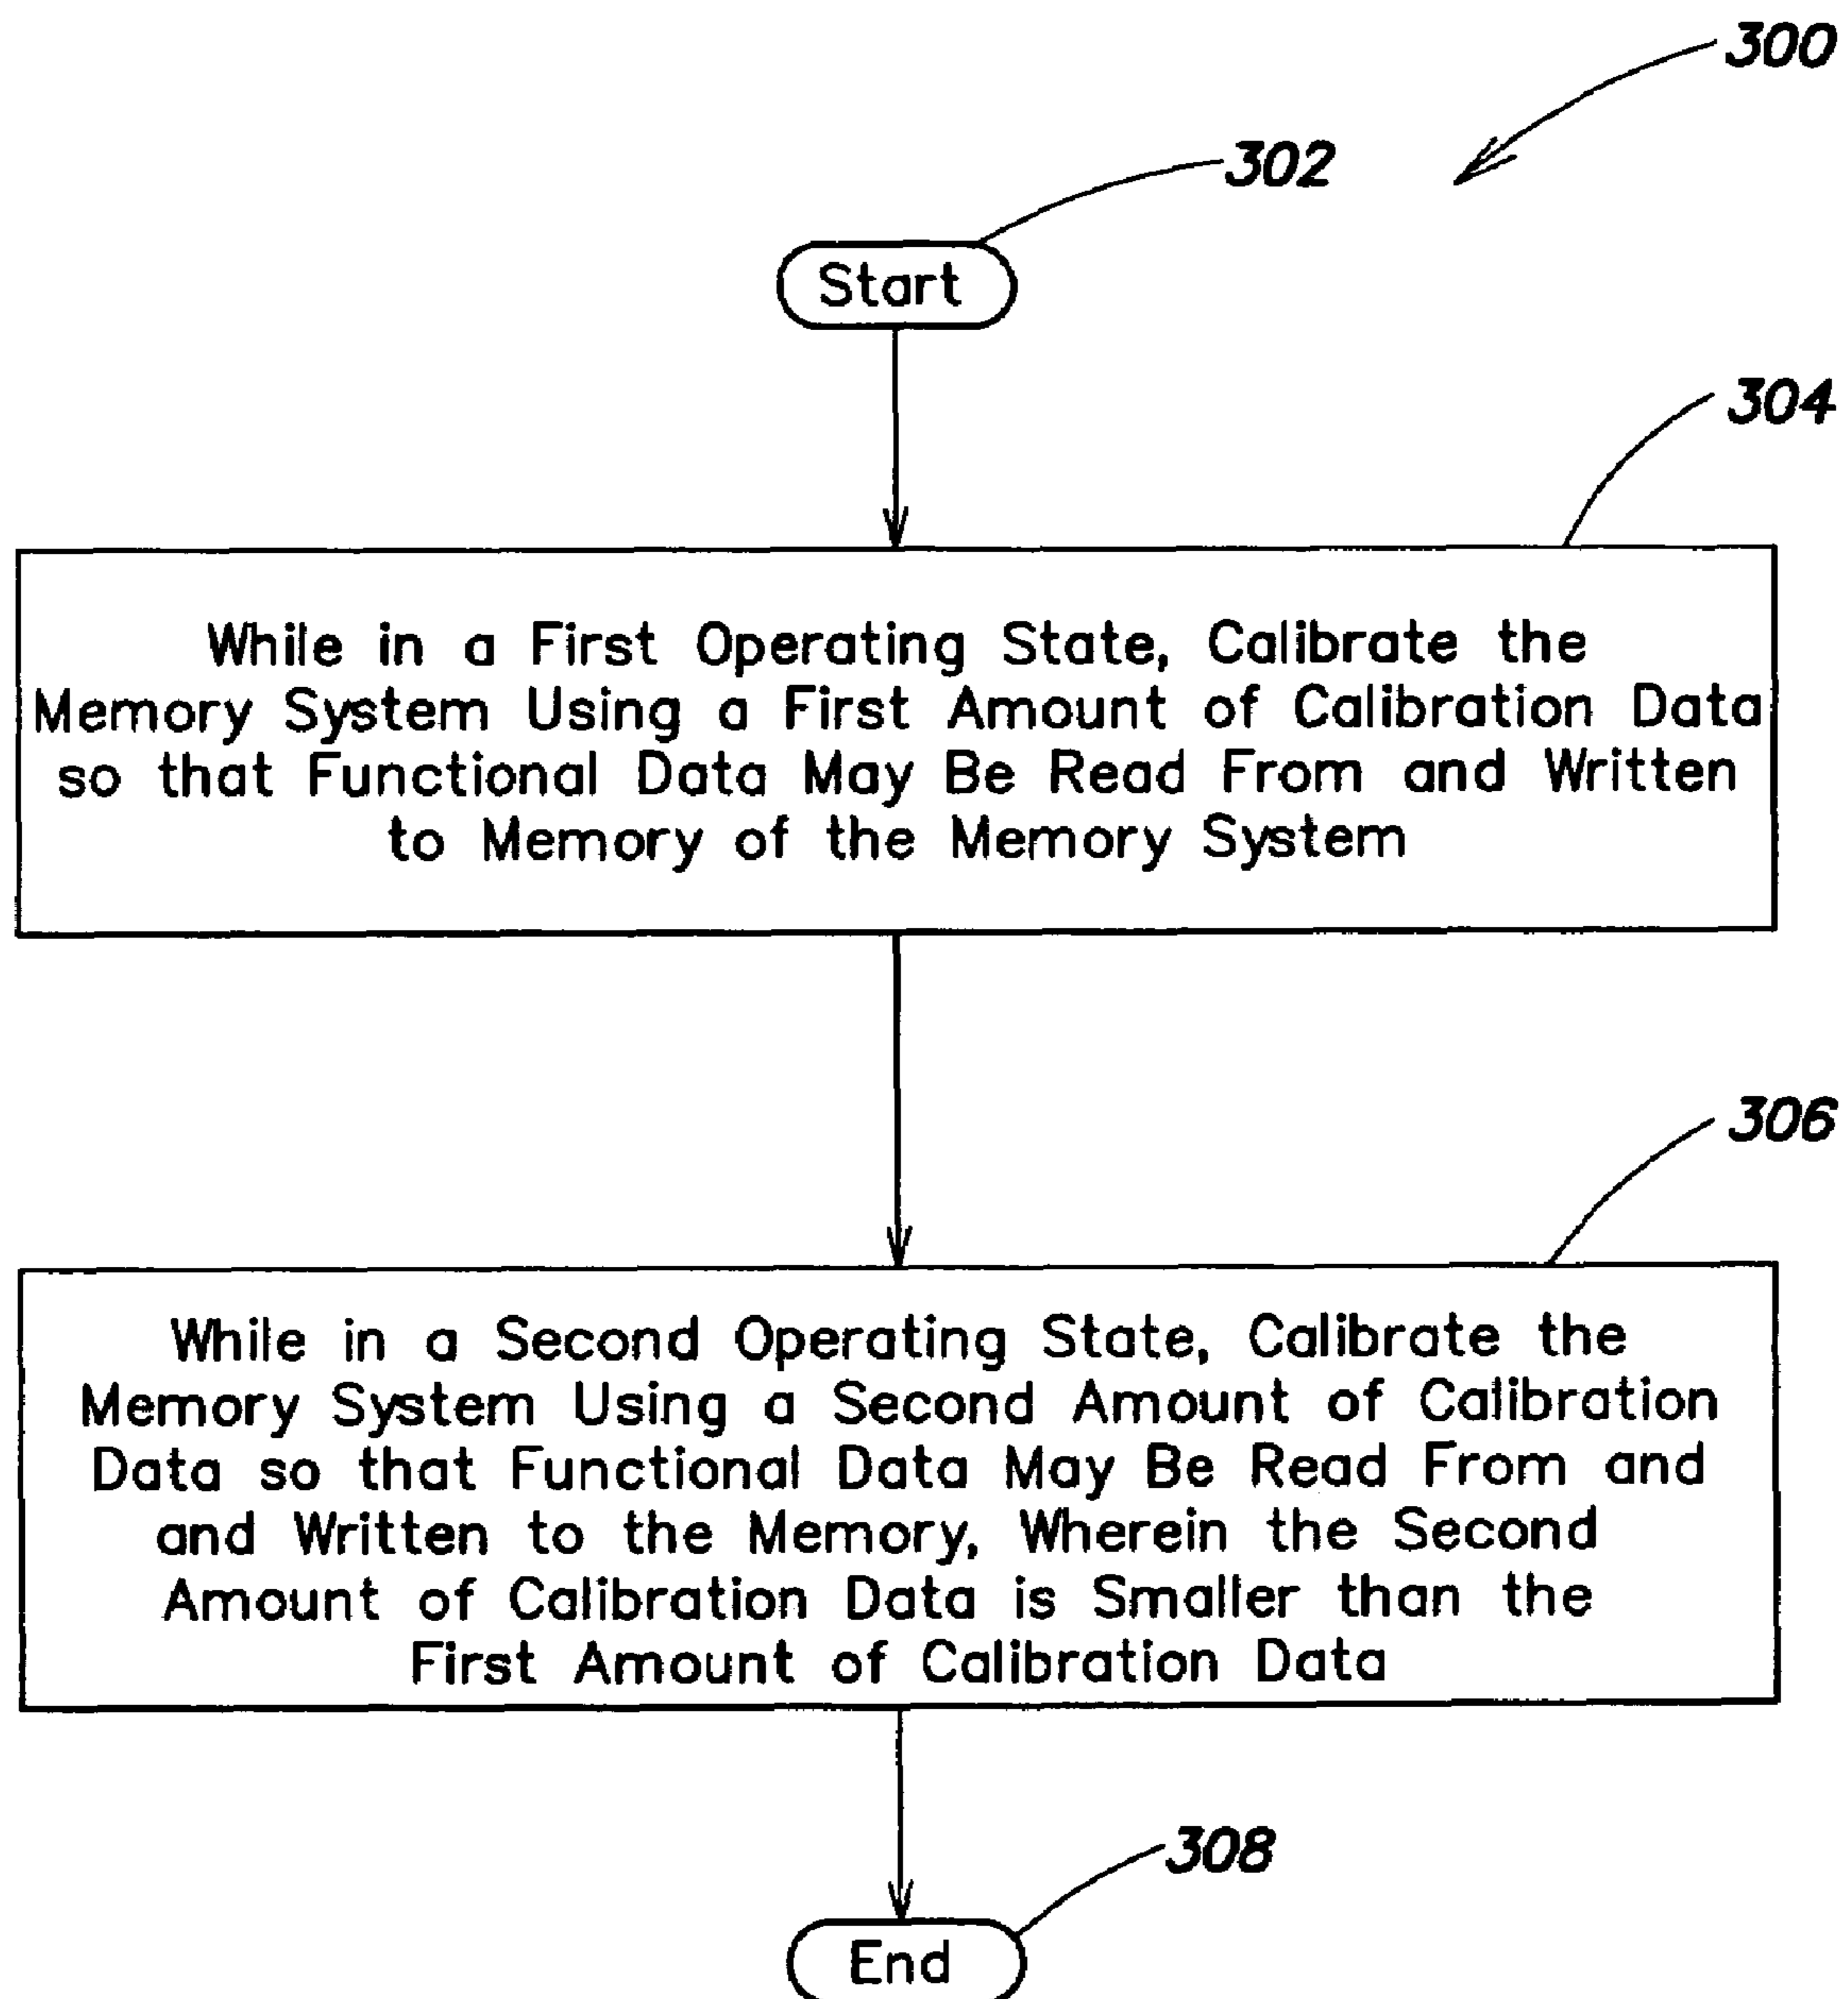 300
302
Start
304
While in a First Operating State, Calibrate the
Memory System Using a First Amount of Calibration Data
so that Functional Data May Be Read From and Written
to Memory of the Memory System
306
While in a Second Operating State, Calibrate the
Memory System Using a Second Amount of Calibration
Data so that Functional Data May Be Read From and
and Written to the Memory, Wherein the Second
Amount of Calibration Data is Smaller than the
First Amount of Calibration Data
308
End